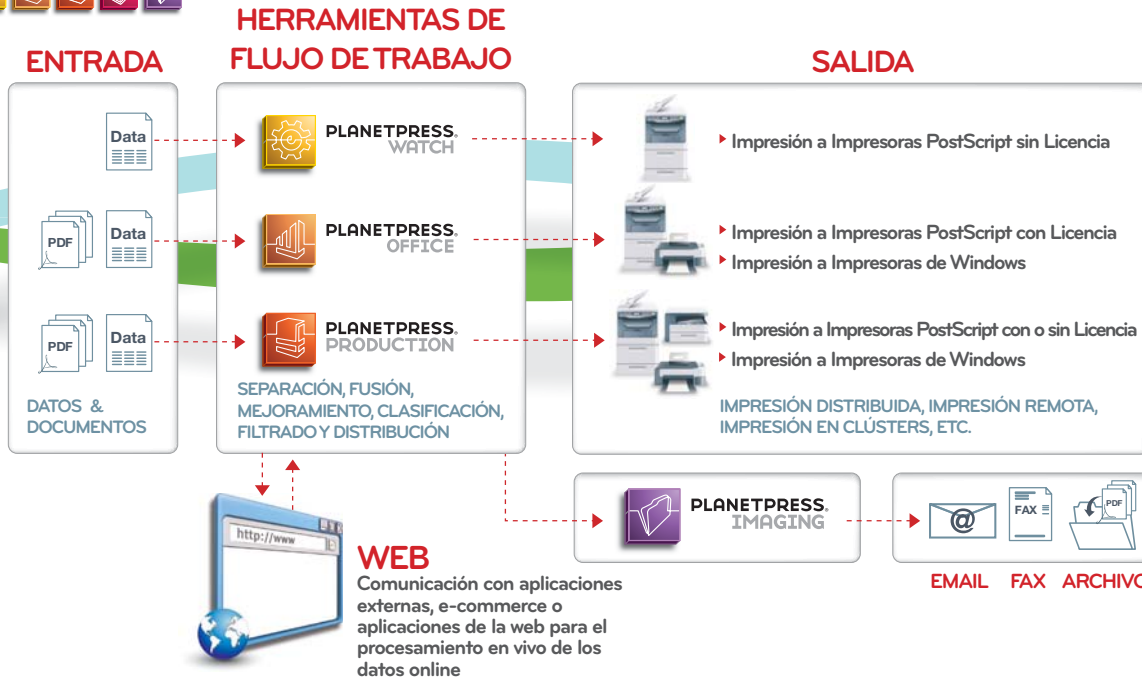 HERRAMIENTAS DE
FLUJO DE TRABAJO
ENTRADA
SALIDA
Data
PLANETPRESS.
WATCH
Impresión a Impresoras PostScript sin Licencia
PDF
Data
PLANETPRESS.
OFFICE
Impresión a Impresoras PostScript con Licencia
Impresión a Impresoras de Windows
PDF
Data
PLANETPRESS.
PRODUCTION
Impresión a Impresoras PostScript con o sin Licencia
Impresión a Impresoras de Windows
DATOS &
DOCUMENTOS
SEPARACIÓN, FUSIÓN,
MEJORAMIENTO, CLASIFICACIÓN,
FILTRADO Y DISTRIBUCIÓN
IMPRESIÓN DISTRIBUIDA, IMPRESIÓN REMOTA,
IMPRESIÓN EN CLÚSTERS, ETC.
PLANETPRESS.
IMAGING
@
FAX
PDF
EMAIL FAX ARCHIVO
http://www
WEB
Comunicación con aplicaciones
externas, e-commerce o
aplicaciones de la web para el
procesamiento en vivo de los
datos online